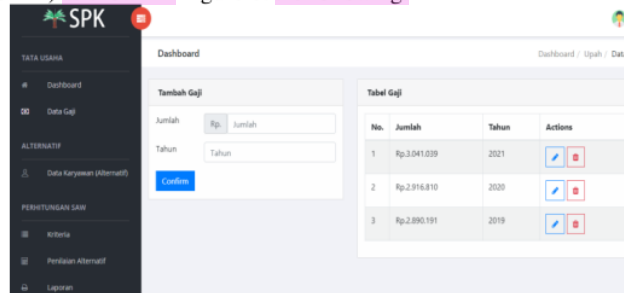 SPK
TATA USAHA
Dashboard
Data Gaji
ALTERNATIF
Data Karyawan (Alternatif)
PERHITUNGAN SAW
Kriteria
Penilaian Alternatif
Laporan
Dashboard
Dashboard / Upah / Data
Tambah Gaji
Jumlah Rp. Jumlah
Tahun Tahun
Confirm
Tabel Gaji
No. Jumlah Tahun Actions
1 Rp.3.041.039 2021
2 Rp.2.916.810 2020
3 Rp.2.890.191 2019